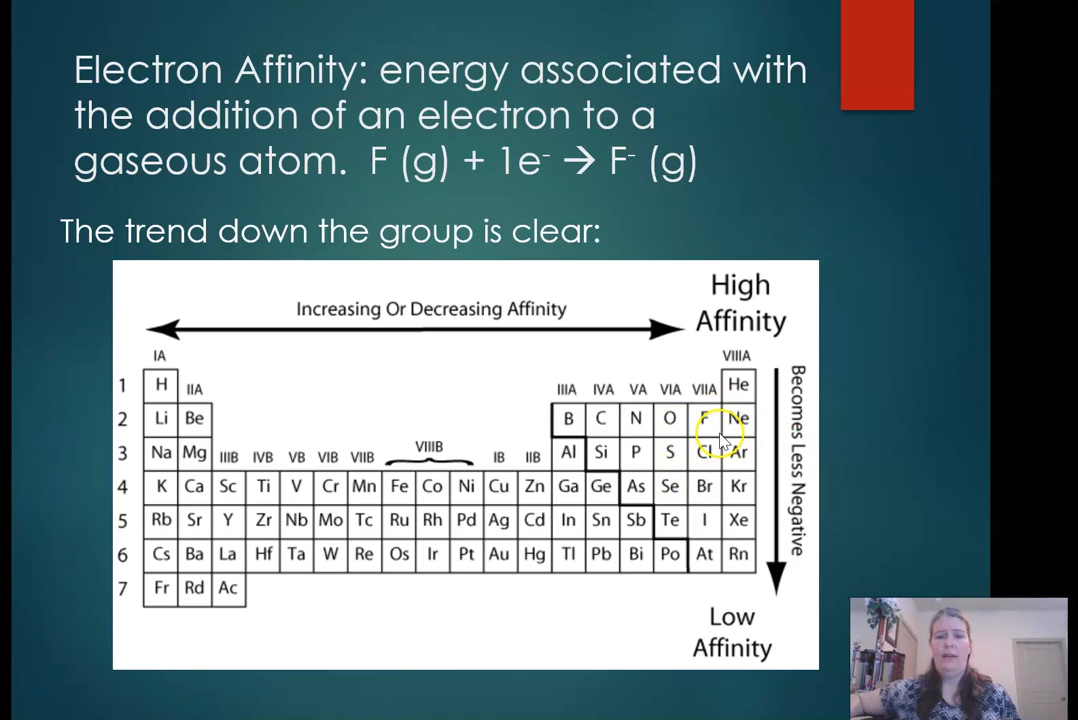 Electron Affinity: energy associated with
the addition of an electron to a
gaseous atom. F (g) + 1e⁻ → F⁻ (g)
The trend down the group is clear:
High
Affinity
Increasing Or Decreasing Affinity
IA VIIIA
1 H IIA IIIA IVA VA VIA VIIA He
2 Li Be B C N O F Ne
3 Na Mg IIIB IVB VB VIB VIIB VIIIB IB IIB Al Si P S Cl Ar
4 K Ca Sc Ti V Cr Mn Fe Co Ni Cu Zn Ga Ge As Se Br Kr
5 Rb Sr Y Zr Nb Mo Tc Ru Rh Pd Ag Cd In Sn Sb Te I Xe
6 Cs Ba La Hf Ta W Re Os Ir Pt Au Hg Tl Pb Bi Po At Rn
7 Fr Rd Ac
Becomes Less Negative
Low
Affinity